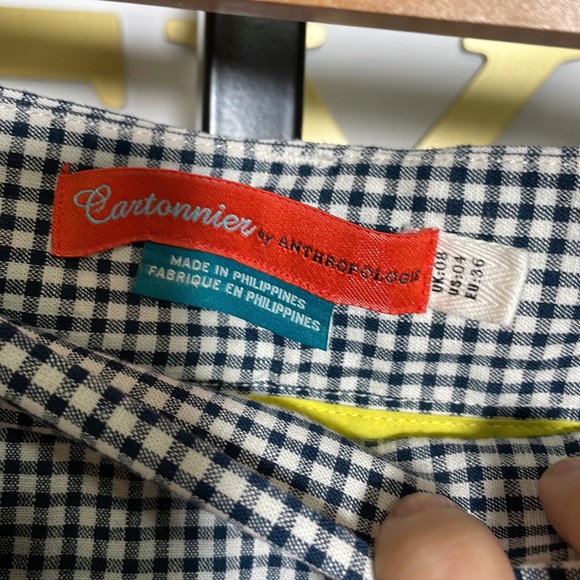 Cartonnier by ANTHROPOLOGIE
MADE IN PHILIPPINES
FABRIQUE EN PHILIPPINES
UK:08
US:04
EU:36